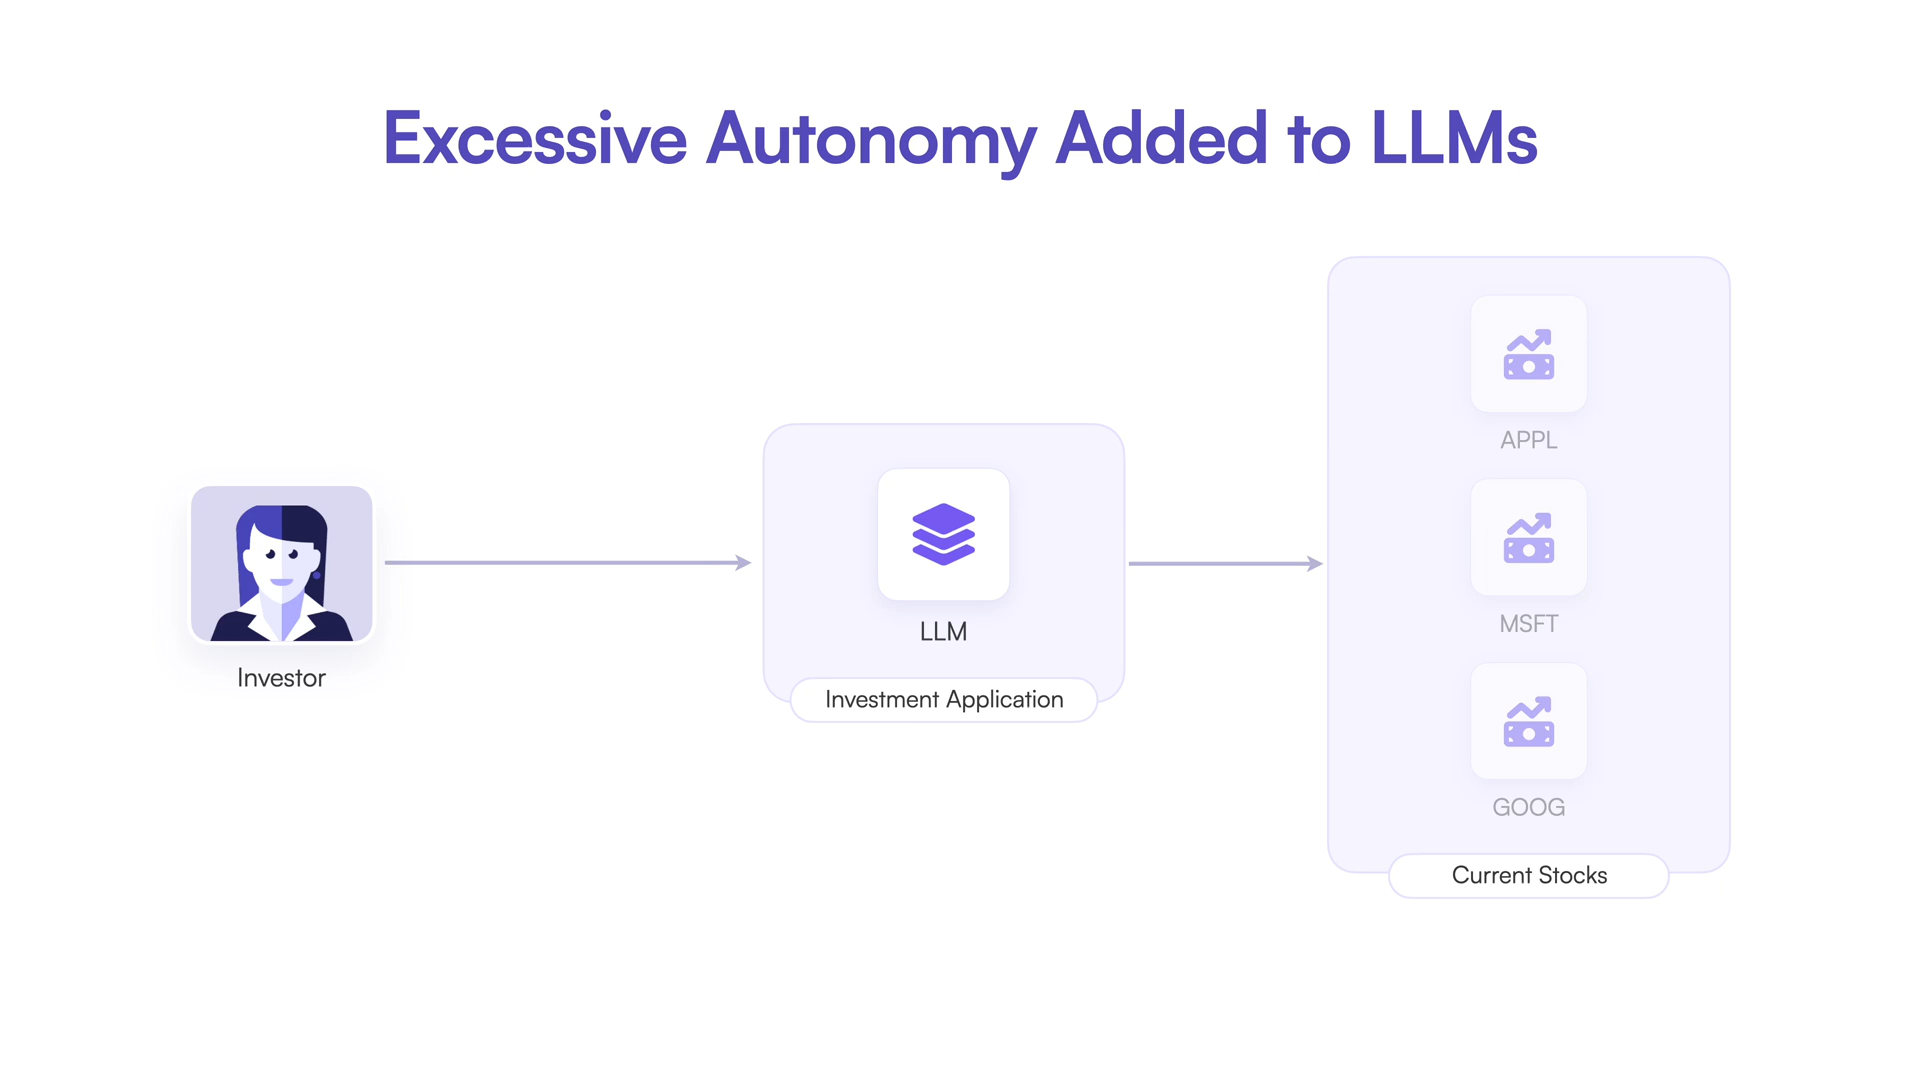 Excessive Autonomy Added to LLMs
Investor
LLM
Investment Application
APPL
MSFT
GOOG
Current Stocks